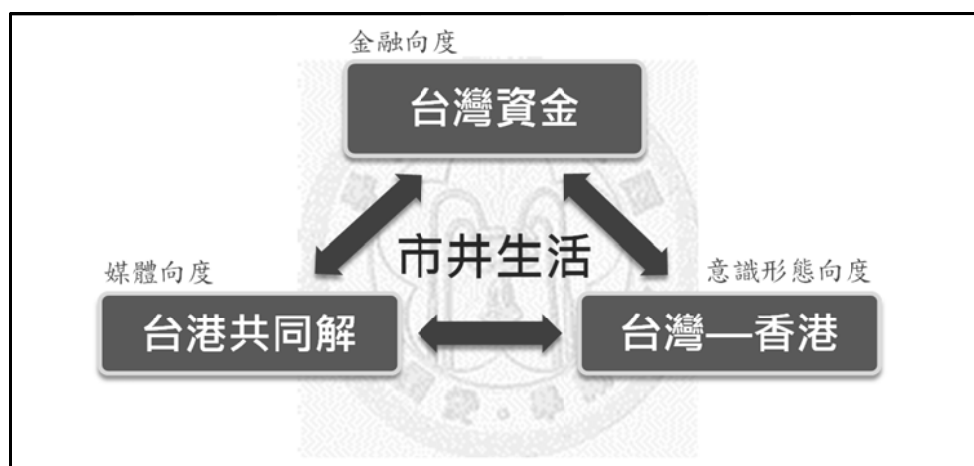 金融向度
台灣資金
市井生活
媒體向度
意識形態向度
台港共同解
台灣—香港